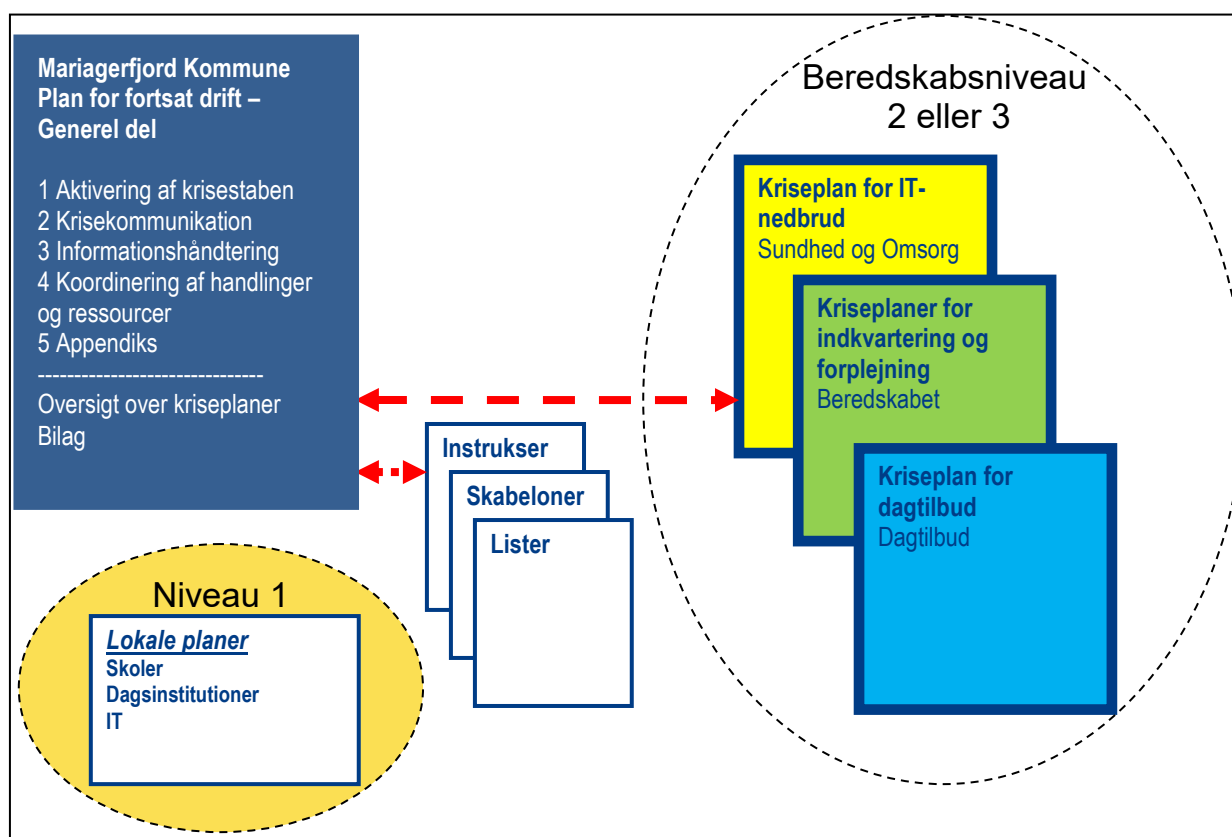 Mariagerfjord Kommune
Plan for fortsat drift –
Generel del
1 Aktivering af krisestaben
2 Krisekommunikation
3 Informationshåndtering
4 Koordinering af handlinger
og ressourcer
5 Appendiks
-------------------------------
Oversigt over kriseplaner
Bilag
Beredskabsniveau
2 eller 3
Kriseplan for IT-
nedbrud
Sundhed og Omsorg
Kriseplaner for
indkvartering og
forplejning
Beredskabet
Kriseplan for
dagtilbud
Dagtilbud
Instrukser
Skabeloner
Lister
Niveau 1
Lokale planer
Skoler
Dagsinstitutioner
IT